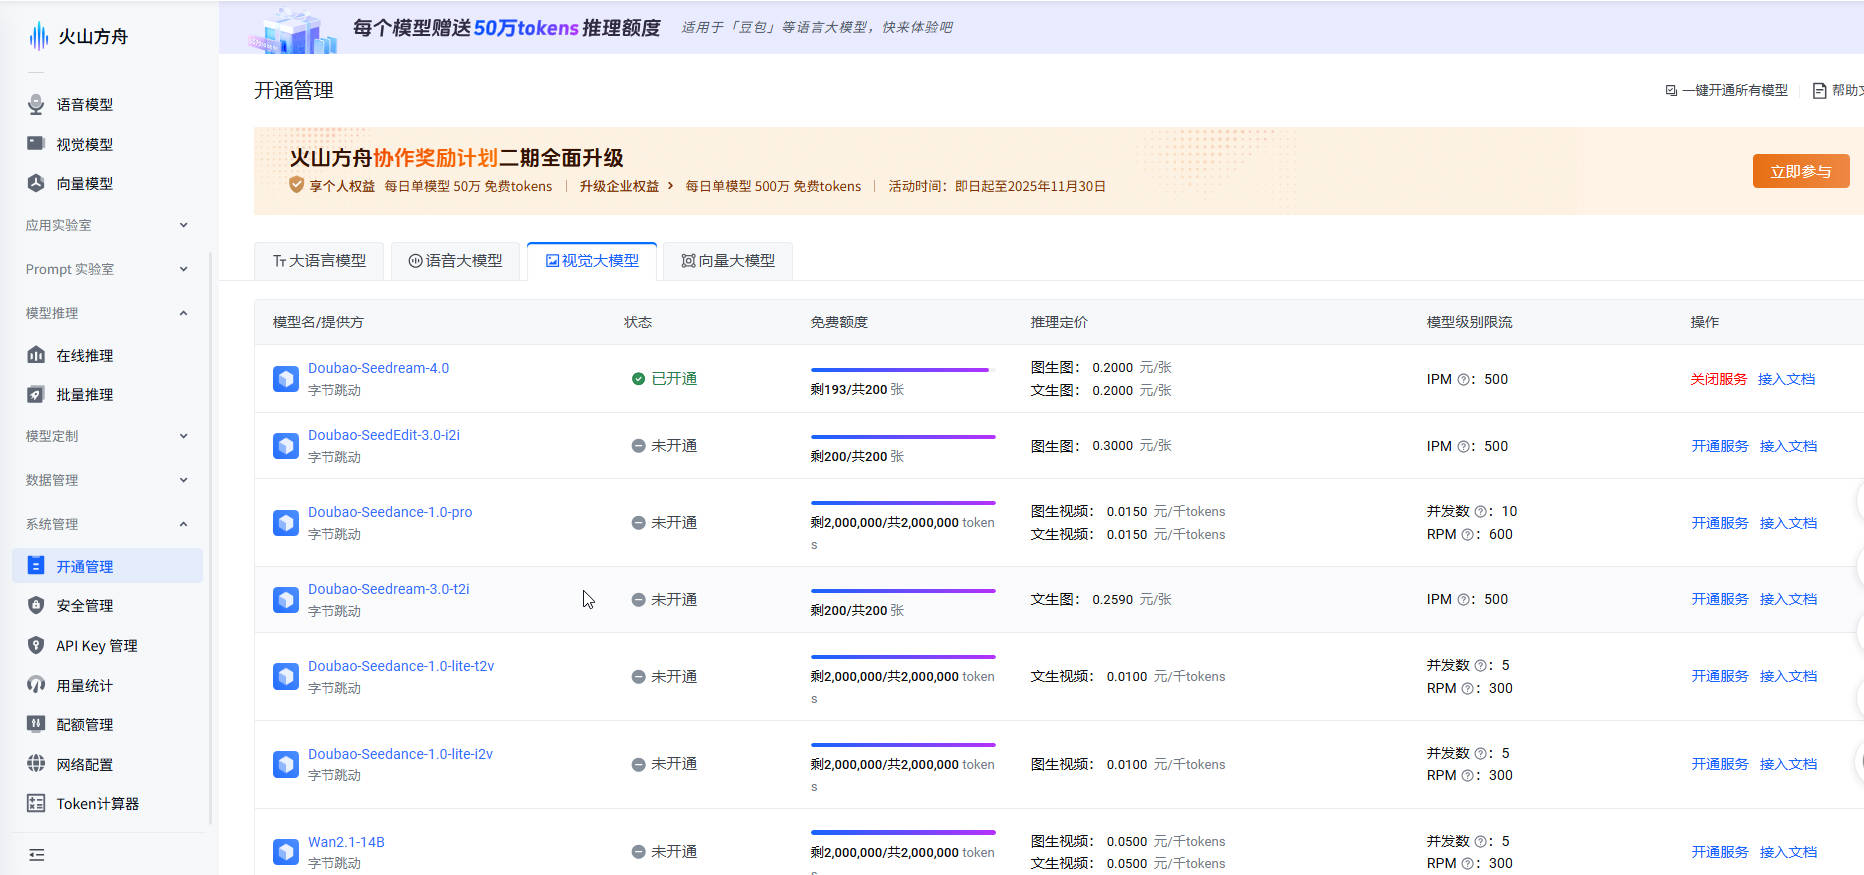 火山方舟
每个模型赠送 50万tokens 推理额度 适用于「豆包」等语言大模型，快来体验吧
语音模型
视觉模型
向量模型
应用实验室
Prompt 实验室
模型推理
在线推理
批量推理
模型定制
数据管理
系统管理
开通管理
安全管理
API Key 管理
用量统计
配额管理
网络配置
Token计算器
开通管理
一键开通所有模型
帮助文
火山方舟协作奖励计划二期全面升级
享个人权益 每日单模型 50万 免费tokens 升级企业权益 每日单模型 500万 免费tokens 活动时间：即日起至2025年11月30日
立即参与
大语言模型 语音大模型 视觉大模型 向量大模型
模型名/提供方 状态 免费额度 推理定价 模型级别限流 操作
Doubao-Seedream-4.0
字节跳动
已开通
剩193/共200 张
图生图： 0.2000 元/张
文生图： 0.2000 元/张
IPM ： 500
关闭服务 接入文档
Doubao-SeedEdit-3.0-i2i
字节跳动
未开通
剩200/共200 张
图生图： 0.3000 元/张
IPM ： 500
开通服务 接入文档
Doubao-Seedance-1.0-pro
字节跳动
未开通
剩2,000,000/共2,000,000 token
s
图生视频： 0.0150 元/千tokens
文生视频： 0.0150 元/千tokens
并发数 ： 10
RPM ： 600
开通服务 接入文档
Doubao-Seedream-3.0-t2i
字节跳动
未开通
剩200/共200 张
文生图： 0.2590 元/张
IPM ： 500
开通服务 接入文档
Doubao-Seedance-1.0-lite-t2v
字节跳动
未开通
剩2,000,000/共2,000,000 token
s
文生视频： 0.0100 元/千tokens
并发数 ： 5
RPM ： 300
开通服务 接入文档
Doubao-Seedance-1.0-lite-i2v
字节跳动
未开通
剩2,000,000/共2,000,000 token
s
图生视频： 0.0100 元/千tokens
并发数 ： 5
RPM ： 300
开通服务 接入文档
Wan2.1-14B
字节跳动
未开通
剩2,000,000/共2,000,000 token
s
图生视频： 0.0500 元/千tokens
文生视频： 0.0500 元/千tokens
并发数 ： 5
RPM ： 300
开通服务 接入文档